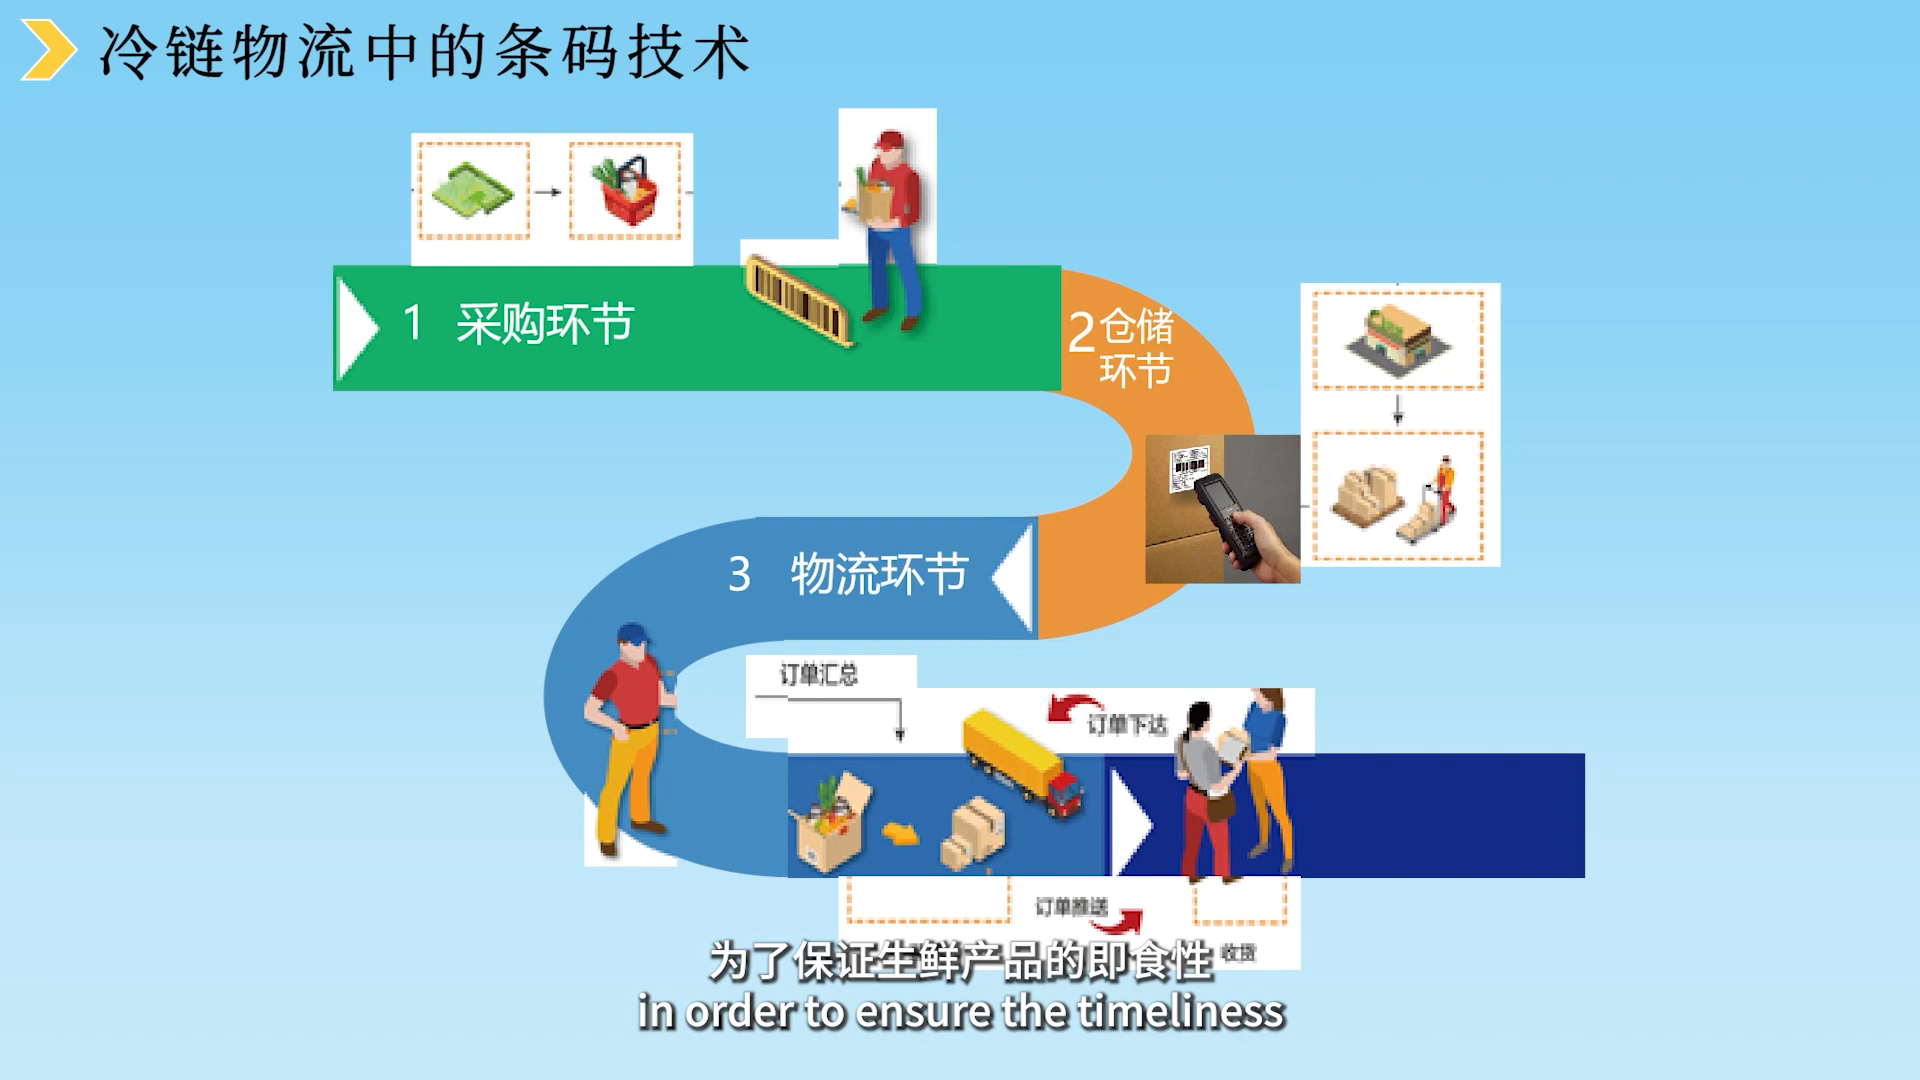 冷链物流中的条码技术
1 采购环节
2 仓储
环节
3 物流环节
订单汇总
订单下达
订单推送
收货
为了保证生鲜产品的即食性
in order to ensure the timeliness